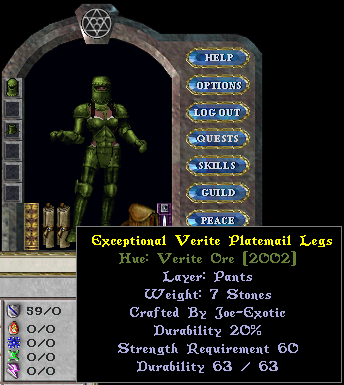 HELP
OPTIONS
LOG OUT
QUESTS
SKILLS
GUILD
PEACE
Exceptional Verite Platemail Legs
Hue: Verite Ore [2002]
Layer: Pants
Weight: 7 Stones
Crafted By Joe-Exotic
Durability 20%
Strength Requirement 60
Durability 63 / 63
59/0
0/0
0/0
0/0
0/0